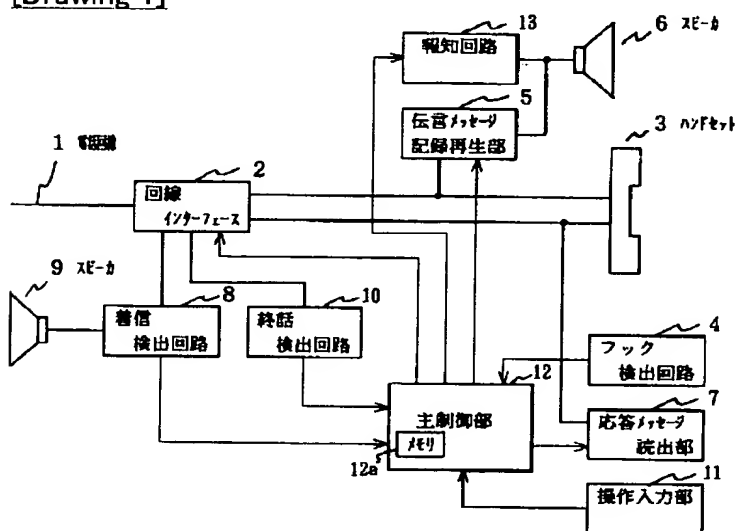 [Drawing 1]
13
報知回路
6 スピーカ
5
伝言メッセージ
記録再生部
3 ハンドセット
1 電話回線
2
回線
インターフェース
9 スピーカ
8
着信
検出回路
10
終話
検出回路
4
フック
検出回路
12
主制御部
メモリ
12a
7
応答メッセージ
読出部
11
操作入力部